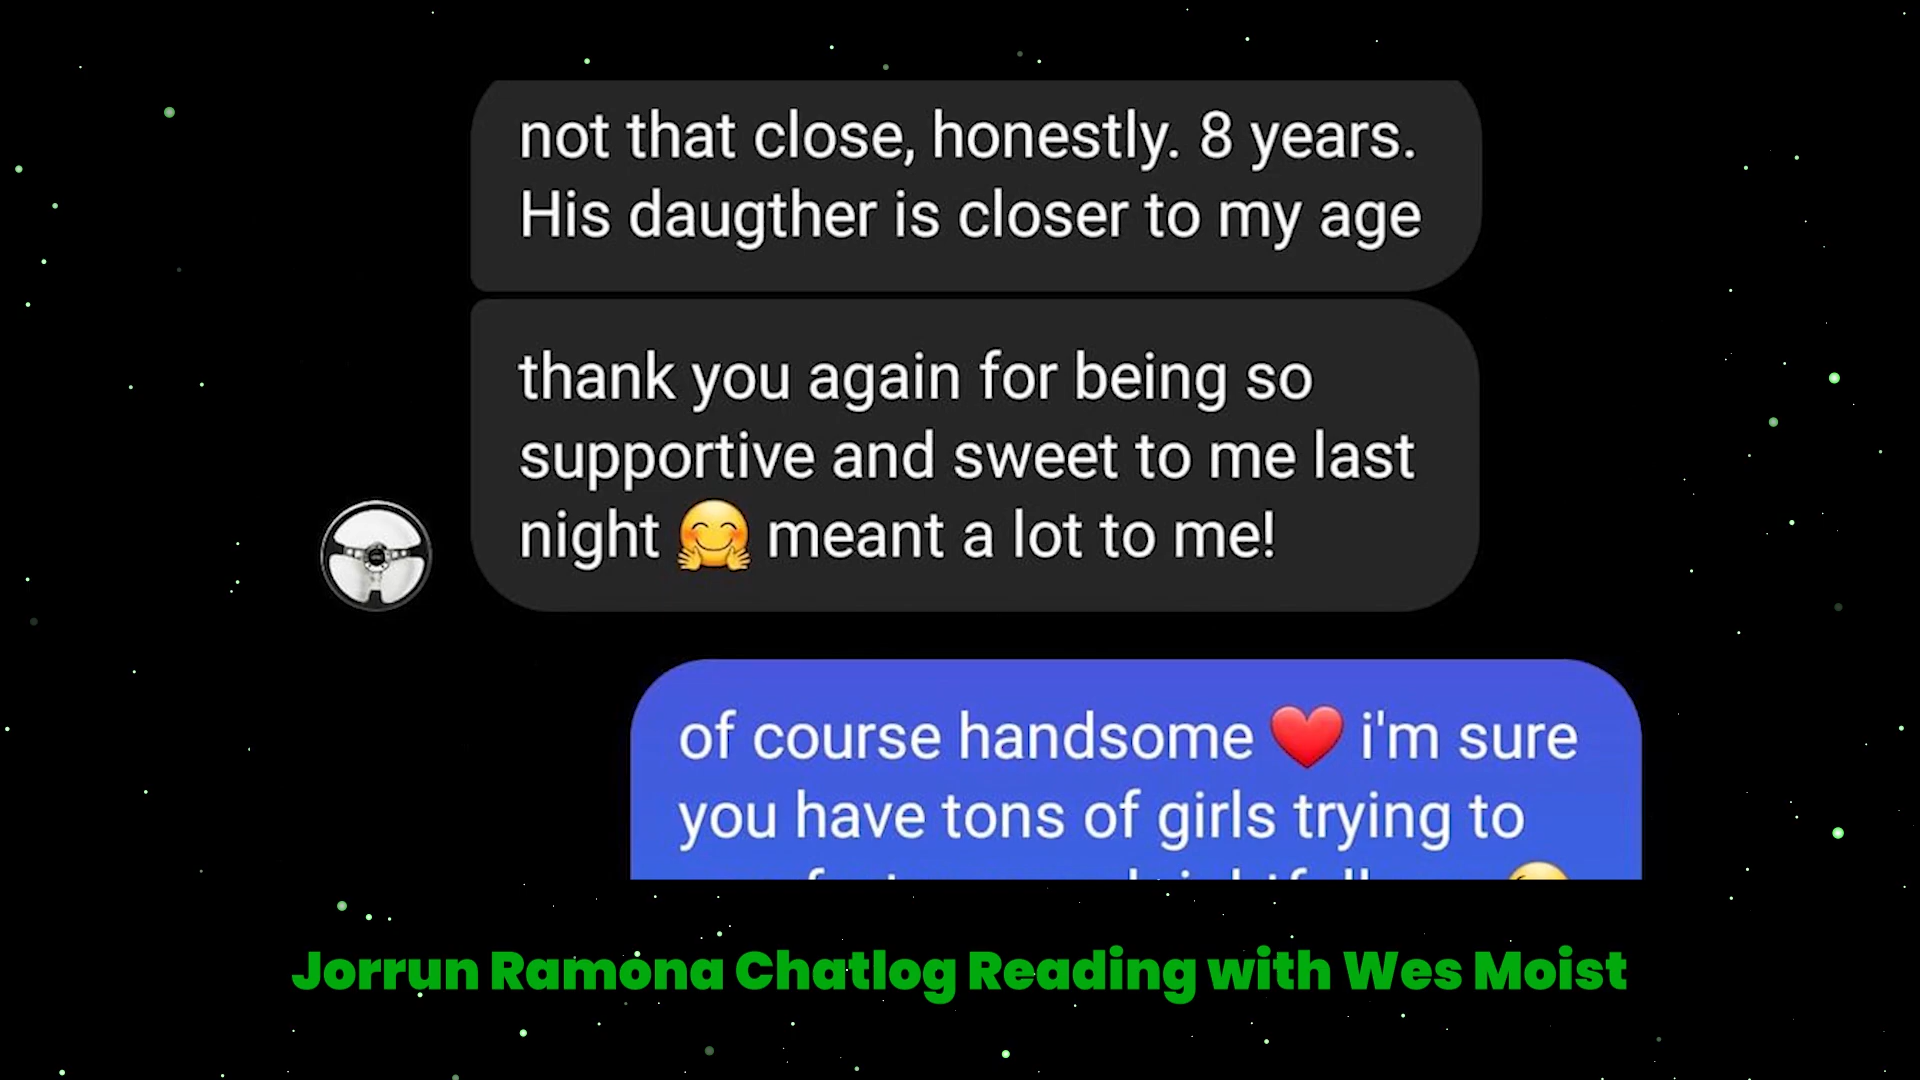 not that close, honestly. 8 years.
His daugther is closer to my age
thank you again for being so
supportive and sweet to me last
night 🤗 meant a lot to me!
of course handsome ❤️ i'm sure
you have tons of girls trying to
Jorrun Ramona Chatlog Reading with Wes Moist